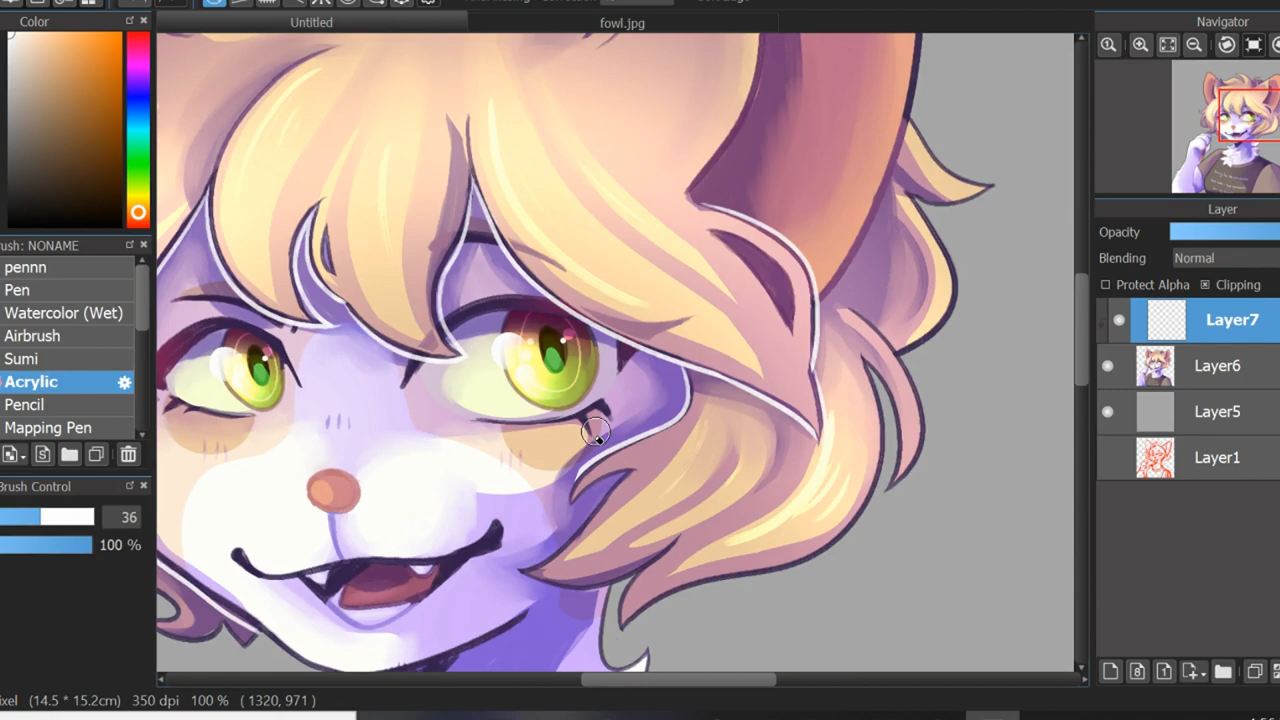 Color
Untitled
fowl.jpg
Navigator
rush: NONAME
pennn
Pen
Watercolor (Wet)
Airbrush
Sumi
Acrylic
Pencil
Mapping Pen
Brush Control
36
100 %
Layer
Opacity
Blending
Normal
Protect Alpha
Clipping
Layer7
Layer6
Layer5
Layer1
ixel (14.5 * 15.2cm) 350 dpi 100 % ( 1320, 971 )